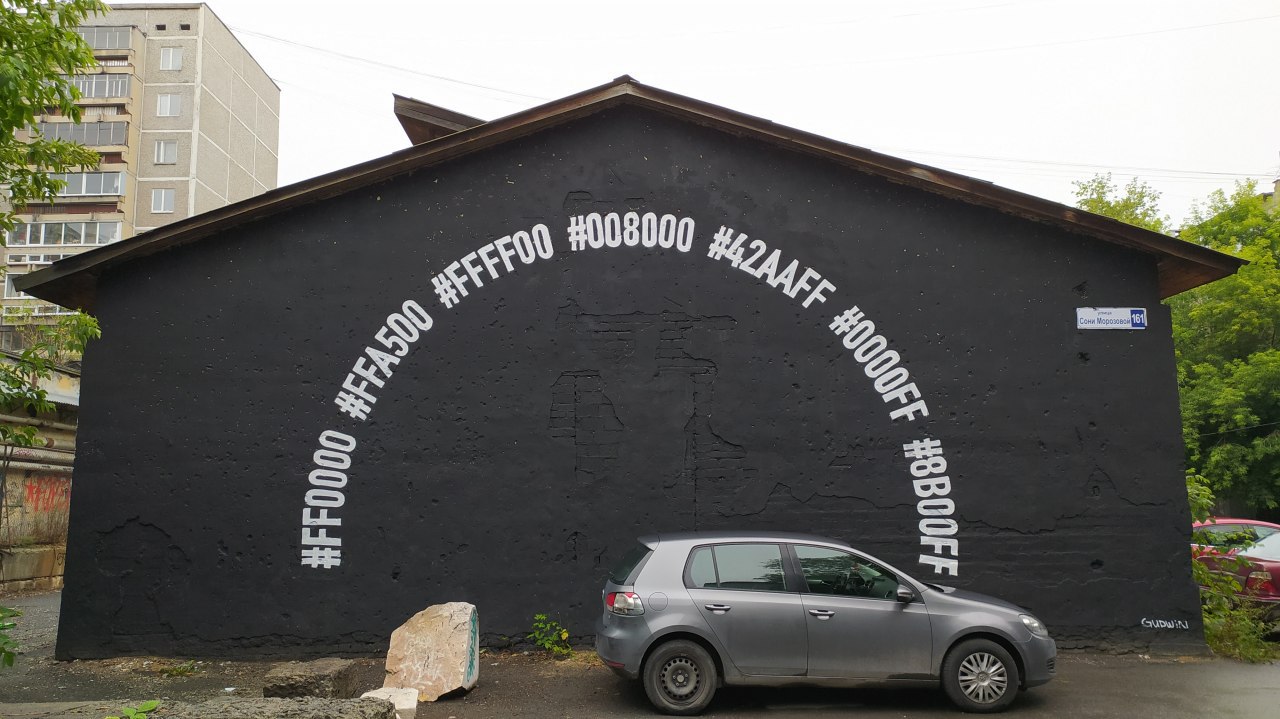 #FF0000 #FFA500 #FFFF00 #008000 #42AAFF #0000FF #8B00FF
улица
Сони Морозовой 161
GUDWIN